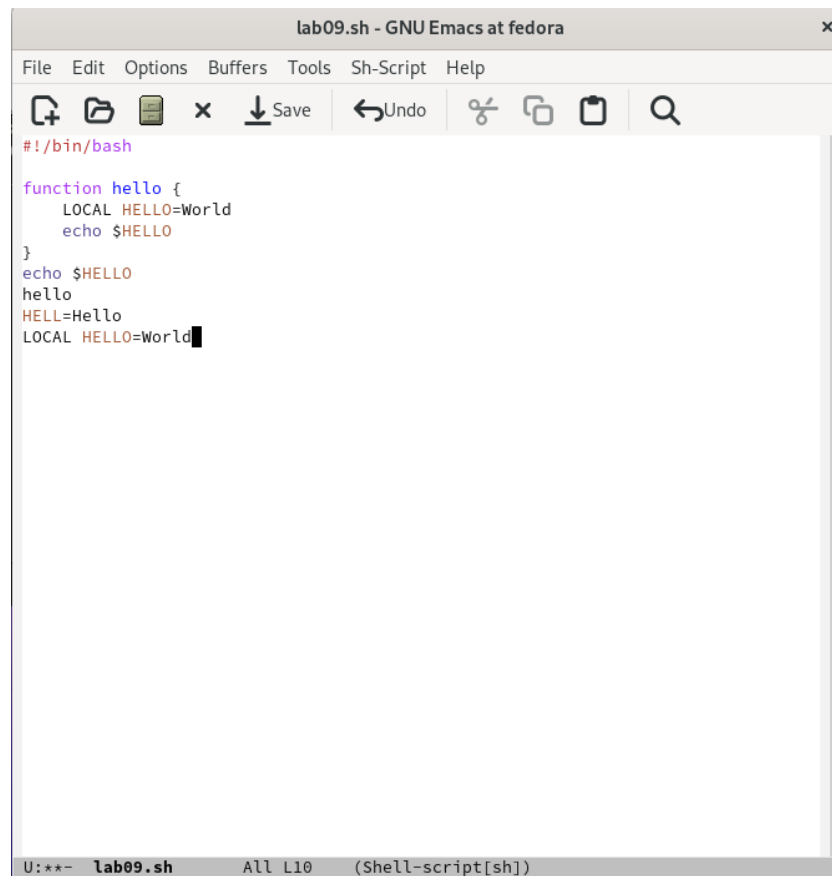 lab09.sh - GNU Emacs at fedora
File Edit Options Buffers Tools Sh-Script Help
Save Undo
#!/bin/bash
function hello {
    LOCAL HELLO=World
    echo $HELLO
}
echo $HELLO
hello
HELL=Hello
LOCAL HELLO=World
U:**- lab09.sh All L10 (Shell-script[sh])